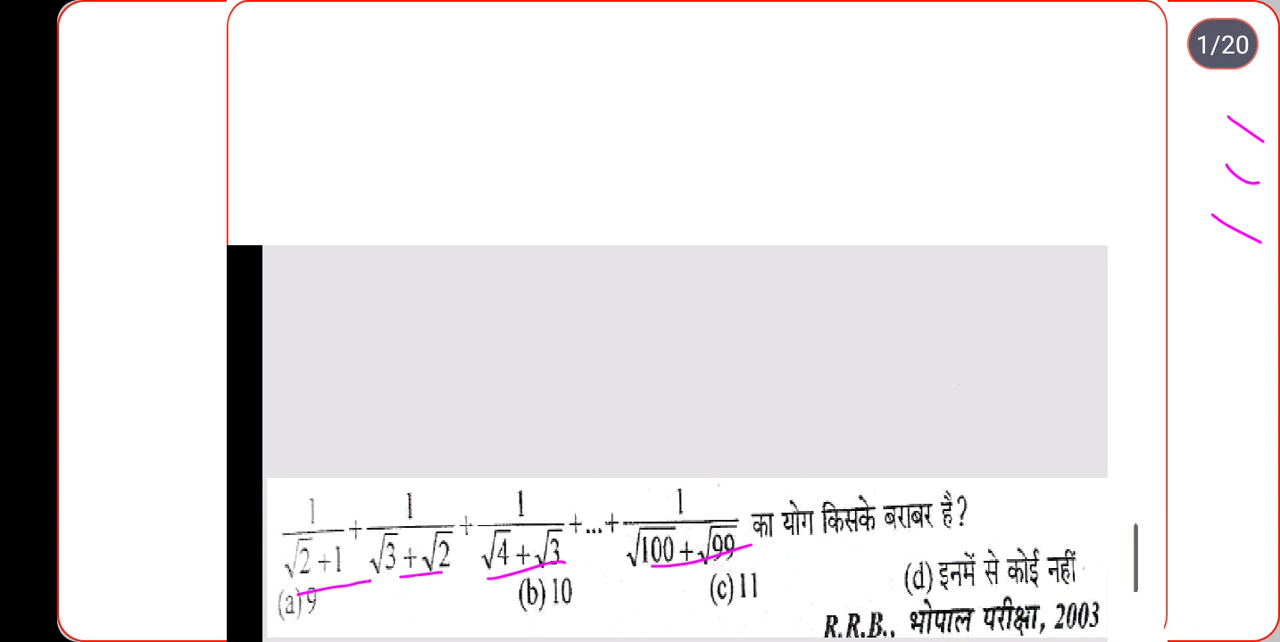 1/20
1/(√2+1) + 1/(√3+√2) + 1/(√4+√3) +...+ 1/(√100+√99) का योग किसके बराबर है?
(a) 9 (b) 10 (c) 11 (d) इनमें से कोई नहीं
R.R.B., भोपाल परीक्षा, 2003